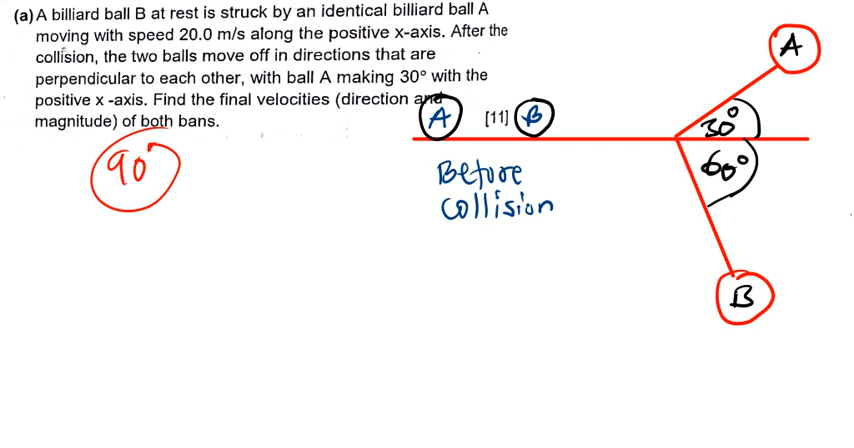 (a) A billiard ball B at rest is struck by an identical billiard ball A
moving with speed 20.0 m/s along the positive x-axis. After the
collision, the two balls move off in directions that are
perpendicular to each other, with ball A making 30° with the
positive x -axis. Find the final velocities (direction and
magnitude) of both bans.
[11]
A
B
90°
Before
collision
A
30°
60°
B